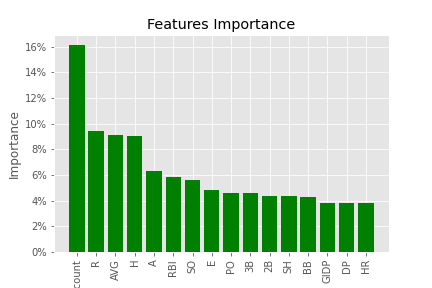 Features Importance
Importance
16%
14%
12%
10%
8%
6%
4%
2%
0%
count
R
AVG
H
A
RBI
SO
E
PO
3B
2B
SH
BB
GIDP
DP
HR